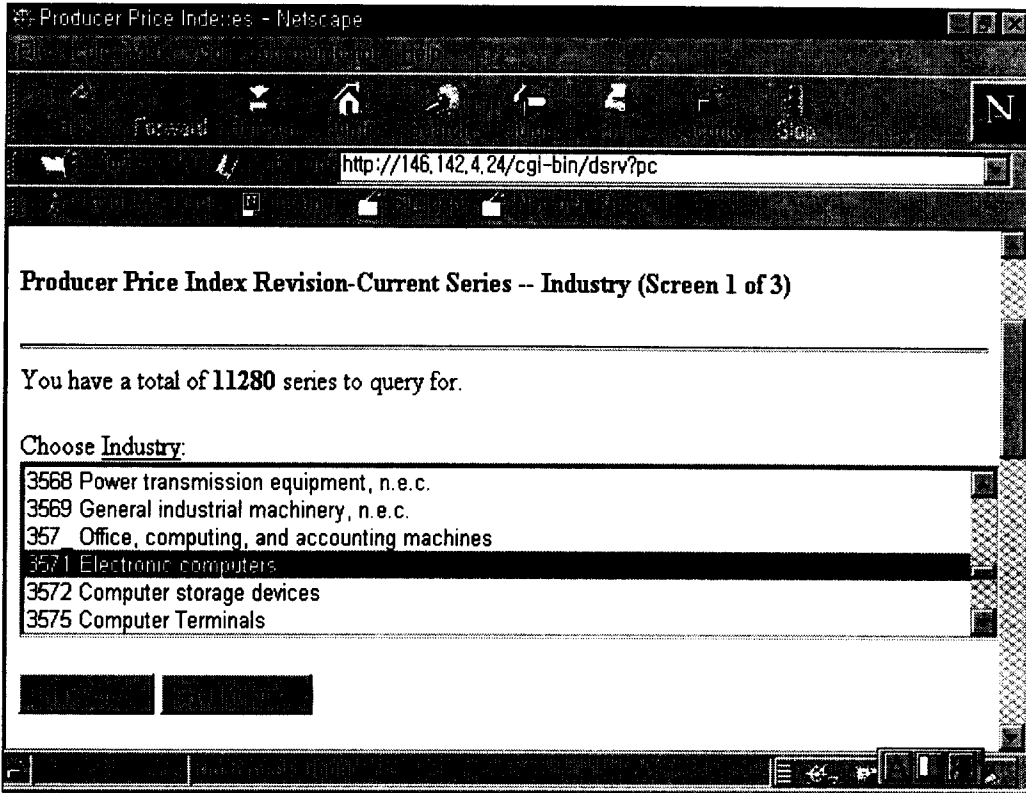 Producer Price Indexes - Netscape
Forward
Stop
N
http://146.142.4.24/cgi-bin/dsrv?pc
Producer Price Index Revision-Current Series -- Industry (Screen 1 of 3)
You have a total of 11280 series to query for.
Choose Industry:
3568 Power transmission equipment, n.e.c.
3569 General industrial machinery, n.e.c.
357_ Office, computing, and accounting machines
3571 Electronic computers
3572 Computer storage devices
3575 Computer Terminals